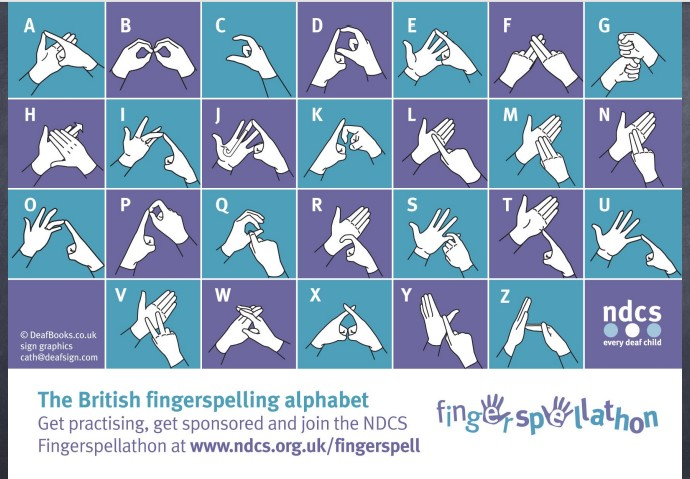 A B C D E F G
H I J K L M N
O P Q R S T U
V W X Y Z
© DeafBooks.co.uk
sign graphics
cath@deafsign.com
ndcs
every deaf child
The British fingerspelling alphabet
Get practising, get sponsored and join the NDCS
Fingerspellathon at www.ndcs.org.uk/fingerspell
fingerspellathon